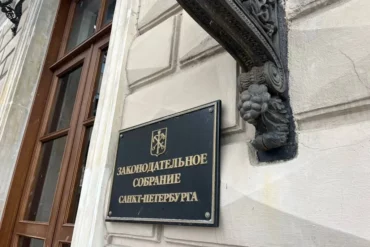 ЗАКОНОДАТЕЛЬНОЕ
СОБРАНИЕ
САНКТ-ПЕТЕРБУРГА